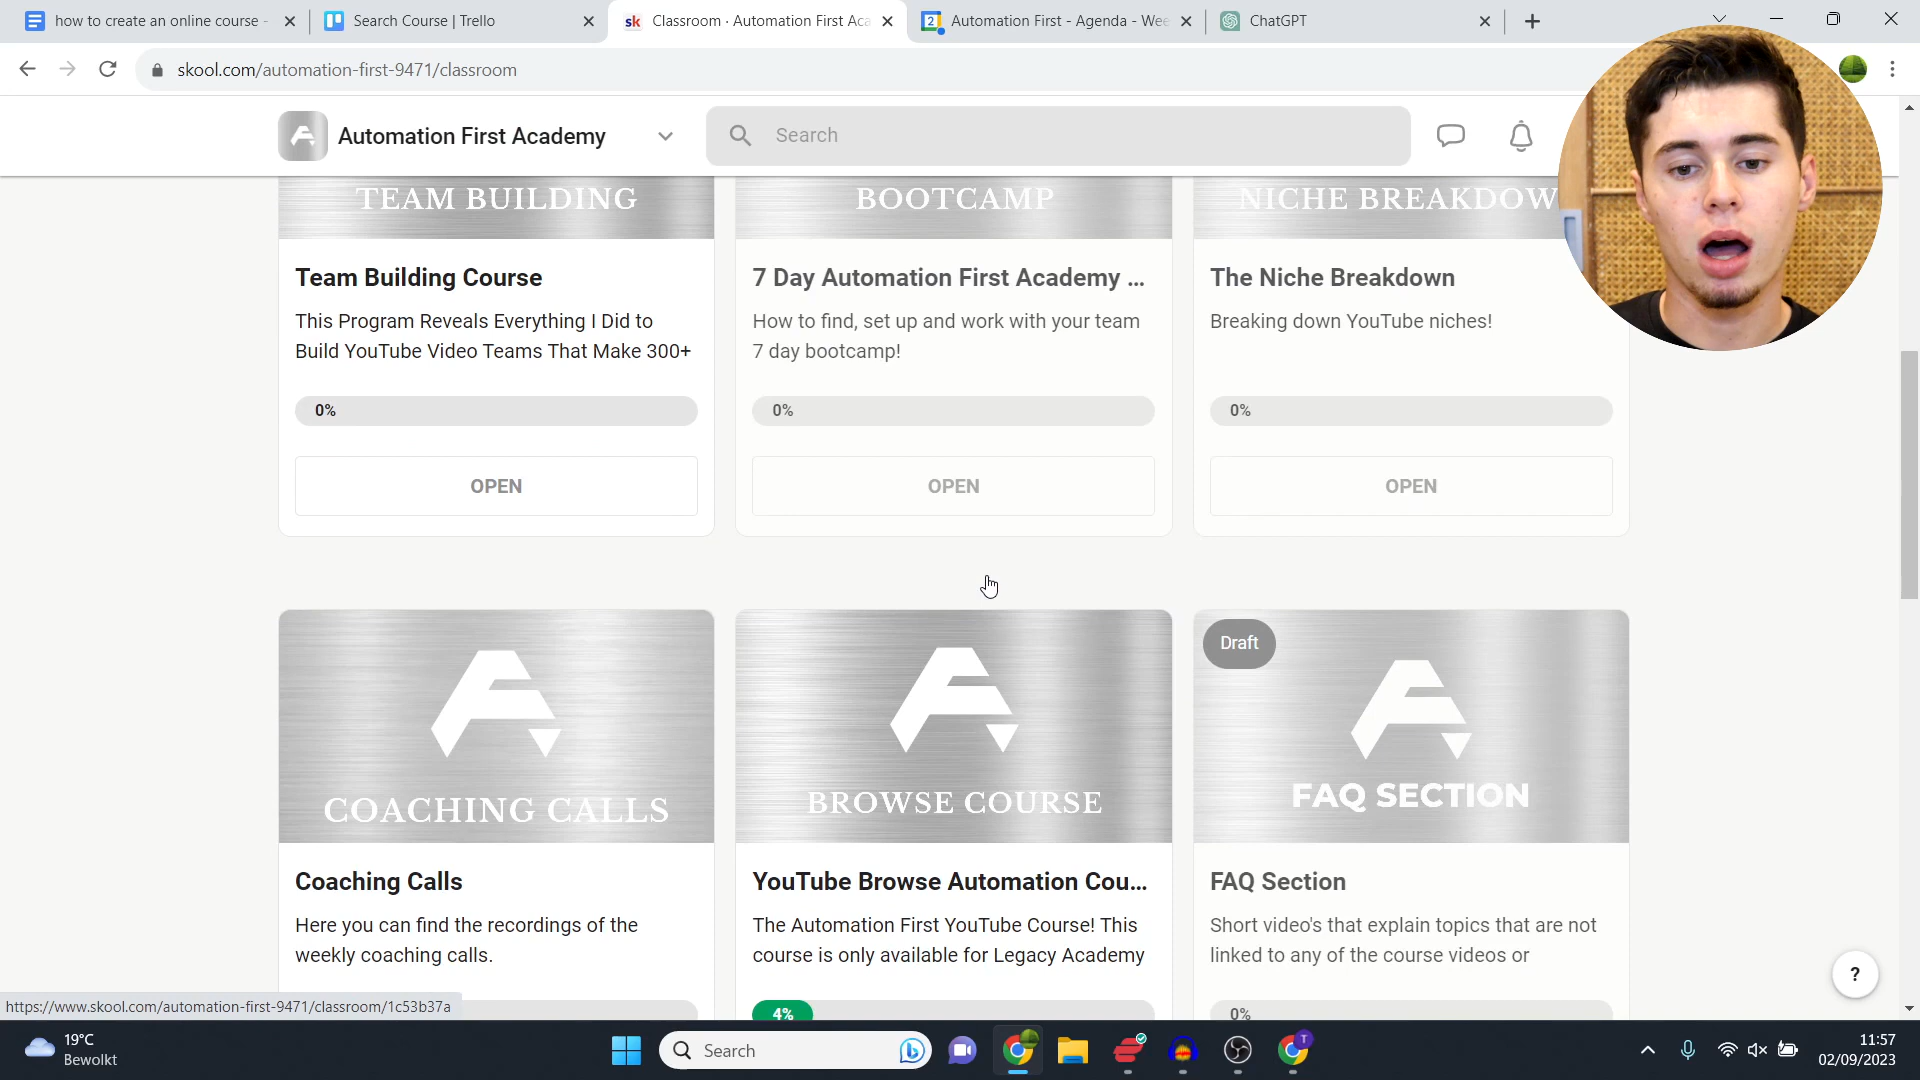 how to create an online course -
Search Course | Trello
Classroom · Automation First Aca
Automation First - Agenda - Wee
ChatGPT
skool.com/automation-first-9471/classroom
Automation First Academy
Search
TEAM BUILDING
BOOTCAMP
NICHE BREAKDOW
Team Building Course
This Program Reveals Everything I Did to
Build YouTube Video Teams That Make 300+
0%
OPEN
7 Day Automation First Academy ...
How to find, set up and work with your team
7 day bootcamp!
0%
OPEN
The Niche Breakdown
Breaking down YouTube niches!
0%
OPEN
COACHING CALLS
Coaching Calls
Here you can find the recordings of the
weekly coaching calls.
BROWSE COURSE
YouTube Browse Automation Cou...
The Automation First YouTube Course! This
course is only available for Legacy Academy
4%
Draft
FAQ SECTION
FAQ Section
Short video's that explain topics that are not
linked to any of the course videos or
0%
?
https://www.skool.com/automation-first-9471/classroom/1c53b37a
19°C
Bewolkt
Search
11:57
02/09/2023